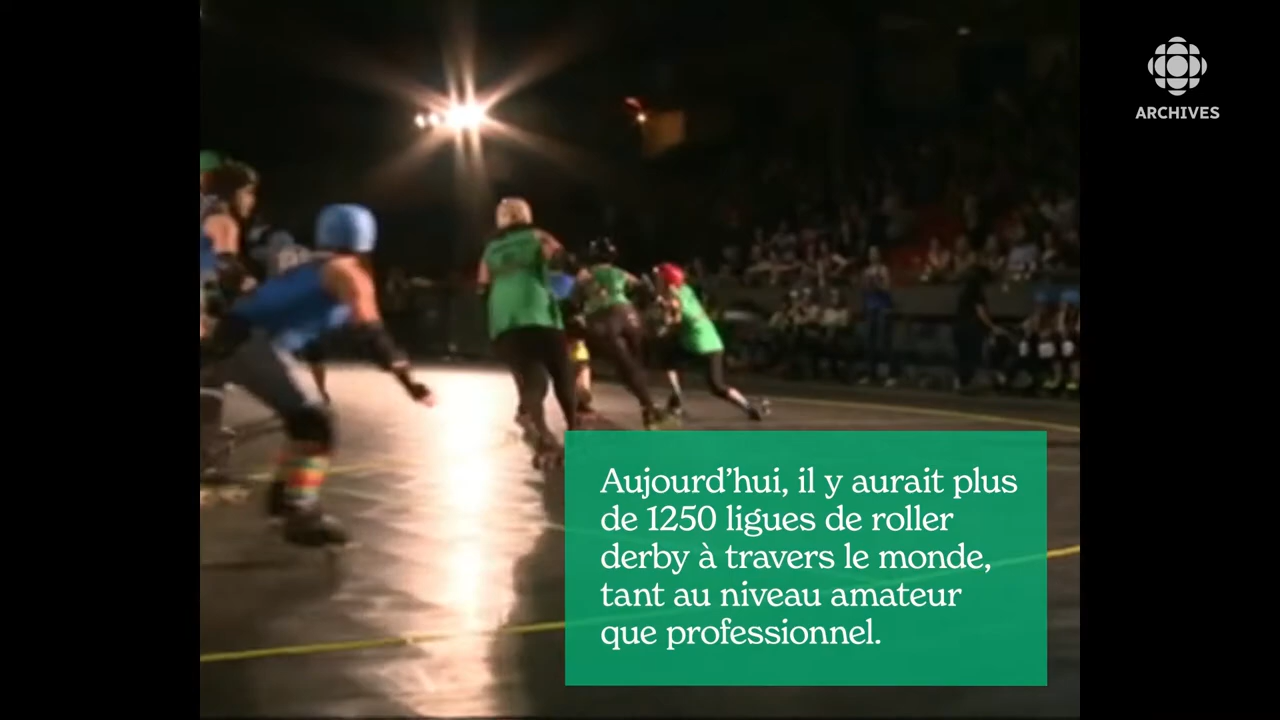 ARCHIVES
Aujourd’hui, il y aurait plus
de 1250 ligues de roller
derby à travers le monde,
tant au niveau amateur
que professionnel.